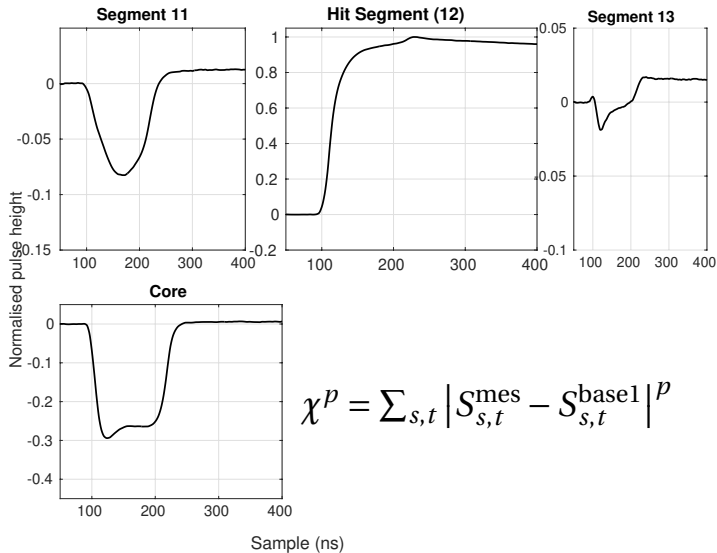 Segment 11
0
-0.05
-0.1
-0.15
100 200 300 400
Hit Segment (12)
1
0.8
0.6
0.4
0.2
0
-0.2
100 200 300 400
Segment 13
0.05
0
-0.05
-0.1
100 200 300 400
Normalised pulse height
Core
0
-0.1
-0.2
-0.3
-0.4
100 200 300 400
Sample (ns)
χ^p = ∑_{s,t} |S_{s,t}^{mes} − S_{s,t}^{base1}|^p